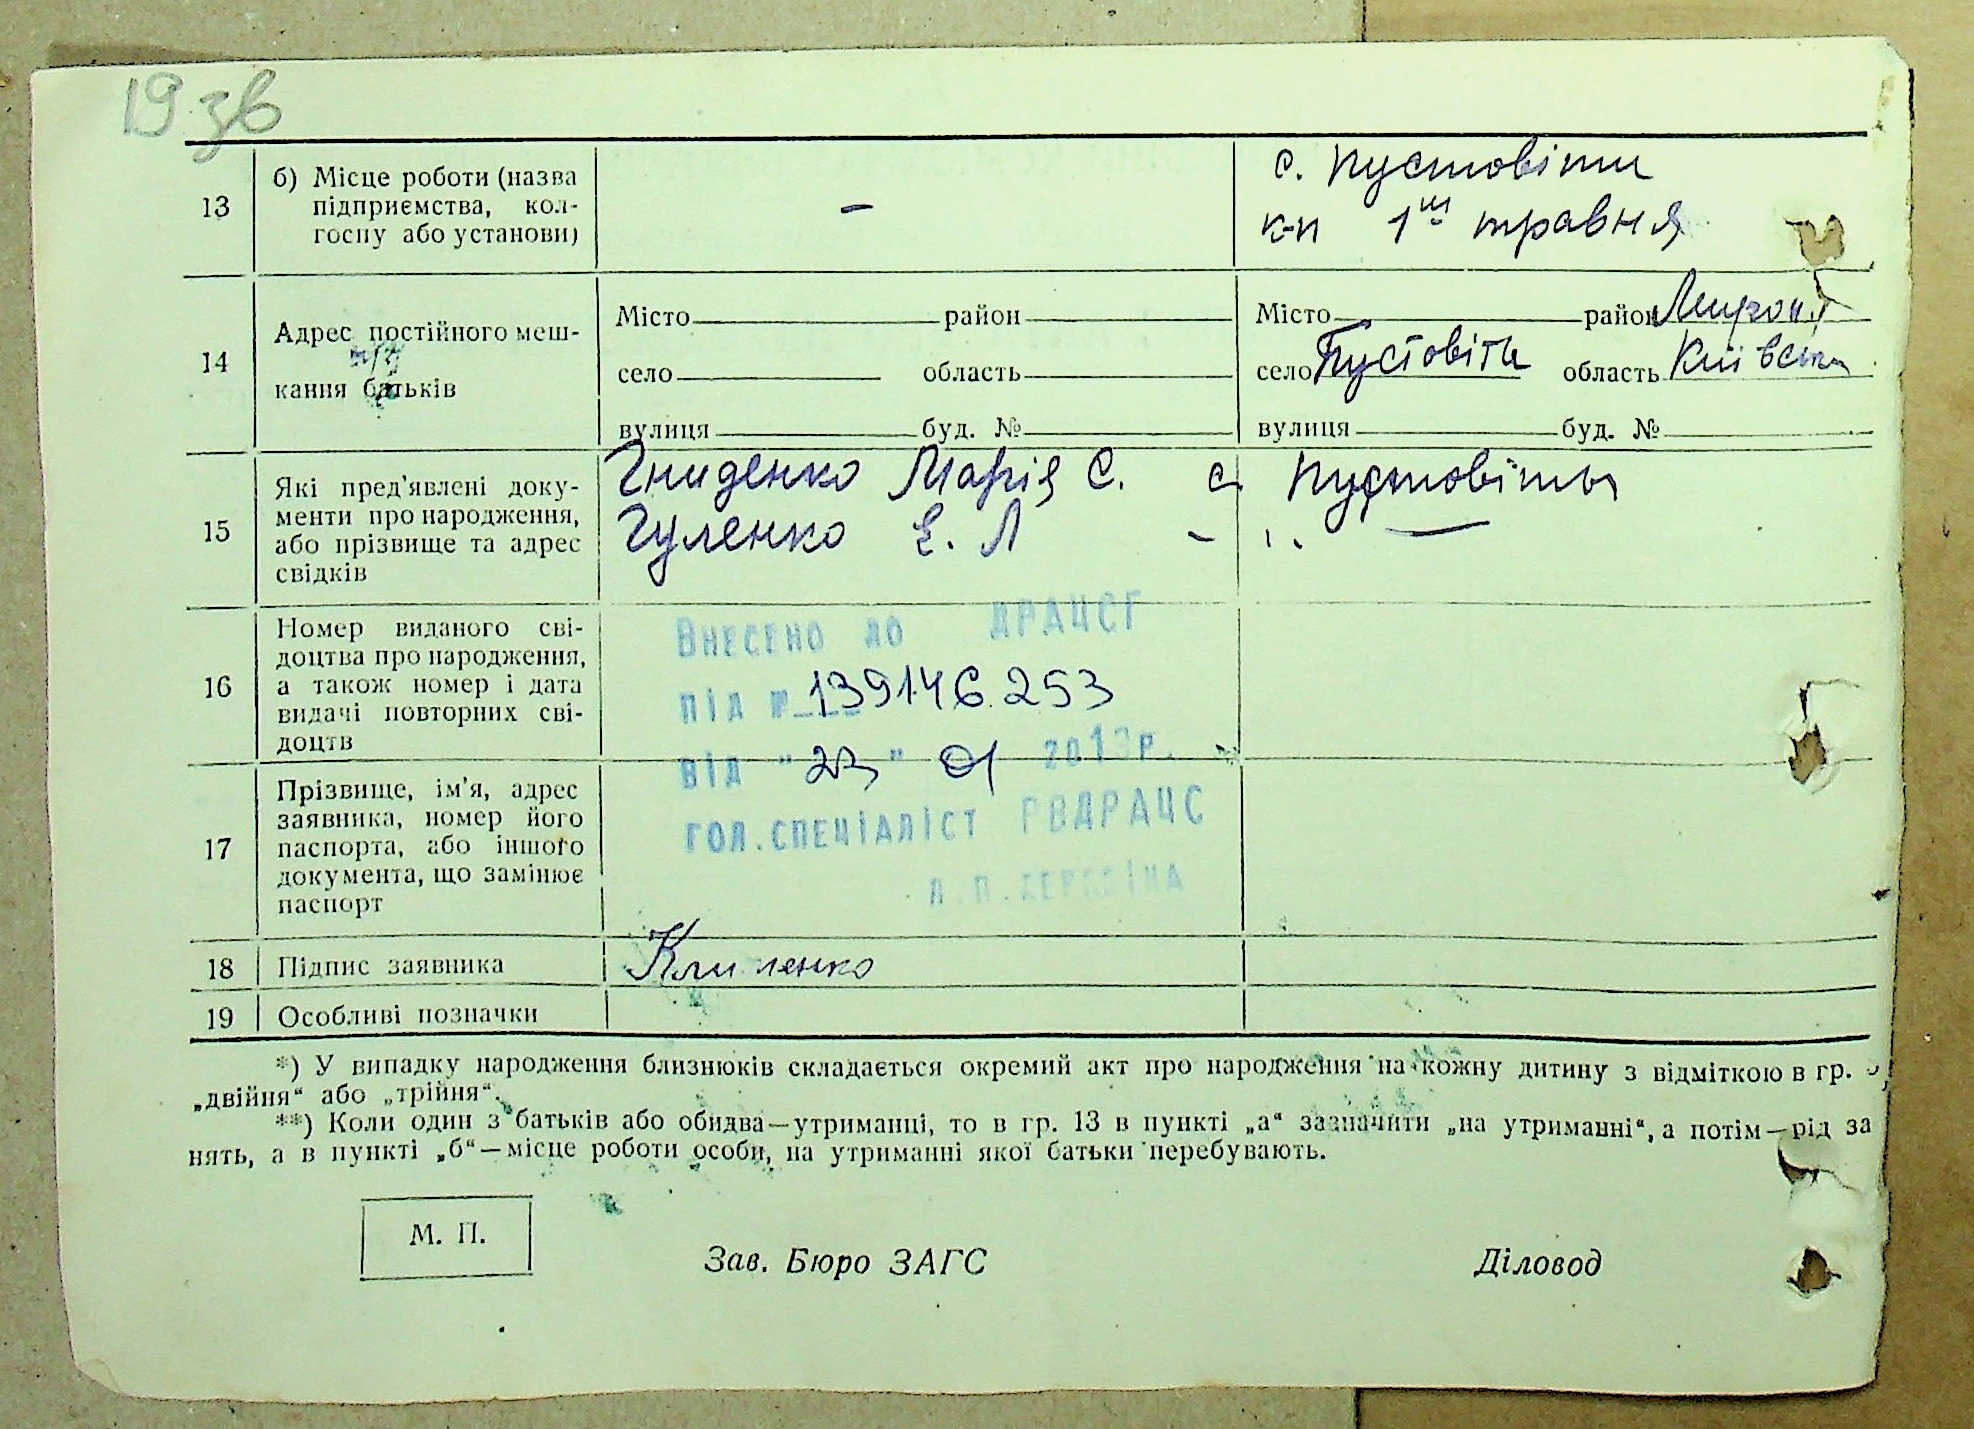 19 зв
13
б) Місце роботи (назва
підприємства, кол-
госпу або установи)
–
с. Пустовіти
к-п 1ш травня
14
Адрес постійного меш-
кання батьків
Місто район
село область
вулиця буд. №
Місто район Мирон
село Пустовіти область Київська
вулиця буд. №
15
Які пред'явлені доку-
менти про народження,
або прізвище та адрес
свідків
Гниденко Марія С. с. Пустовіти
Гуленко Е. Л – ,, —
16
Номер виданого сві-
доцтва про народження,
а також номер і дата
видачі повторних сві-
доцтв
Внесено до ДРАЦСГ
під № 139146253
від "23" 01 2013р.
гол.спеціаліст РВДРАЦС
17
Прізвище, ім'я, адрес
заявника, номер його
паспорта, або іншого
документа, що замінює
паспорт
18
Підпис заявника
19
Особливі позначки
*) У випадку народження близнюків складається окремий акт про народження на кожну дитину з відміткою в гр.
„двійня“ або „трійня“.
**) Коли один з батьків або обидва—утриманці, то в гр. 13 в пункті „а“ зазначити „на утриманні“, а потім—рід за
нять, а в пункті „б“—місце роботи особи, на утриманні якої батьки перебувають.
М. П.
Зав. Бюро ЗАГС
Діловод